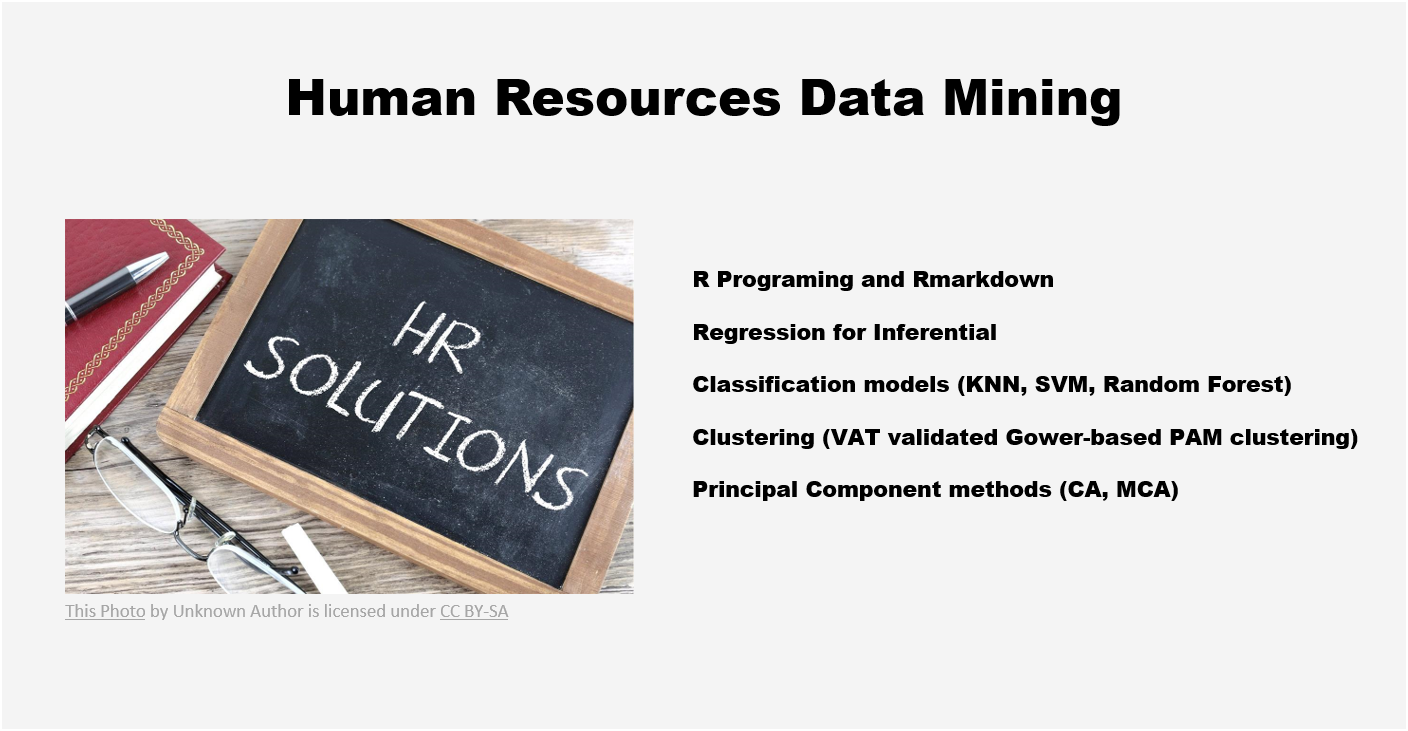 Human Resources Data Mining
HR
SOLUTIONS
R Programing and Rmarkdown
Regression for Inferential
Classification models (KNN, SVM, Random Forest)
Clustering (VAT validated Gower-based PAM clustering)
Principal Component methods (CA, MCA)
This Photo by Unknown Author is licensed under CC BY-SA